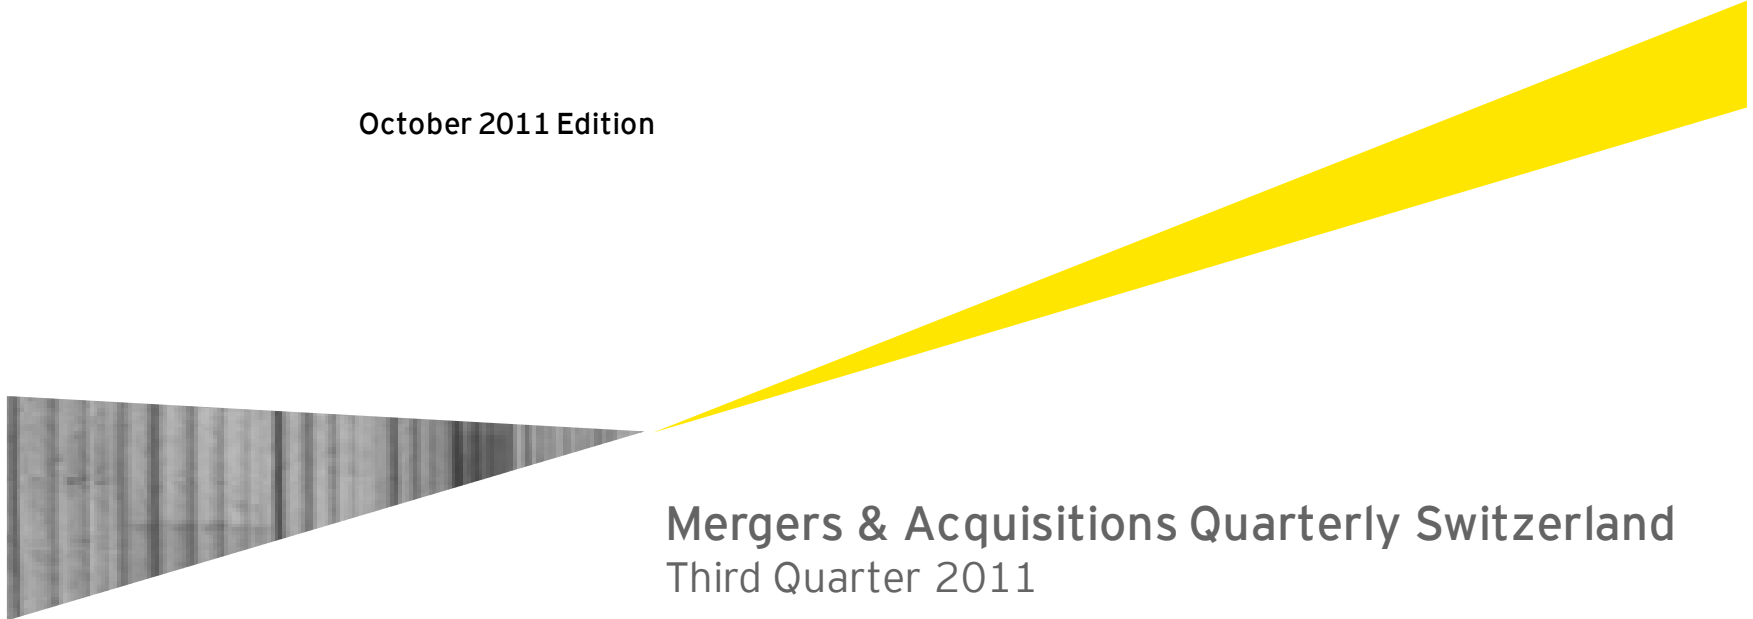 October 2011 Edition
Mergers & Acquisitions Quarterly Switzerland
Third Quarter 2011